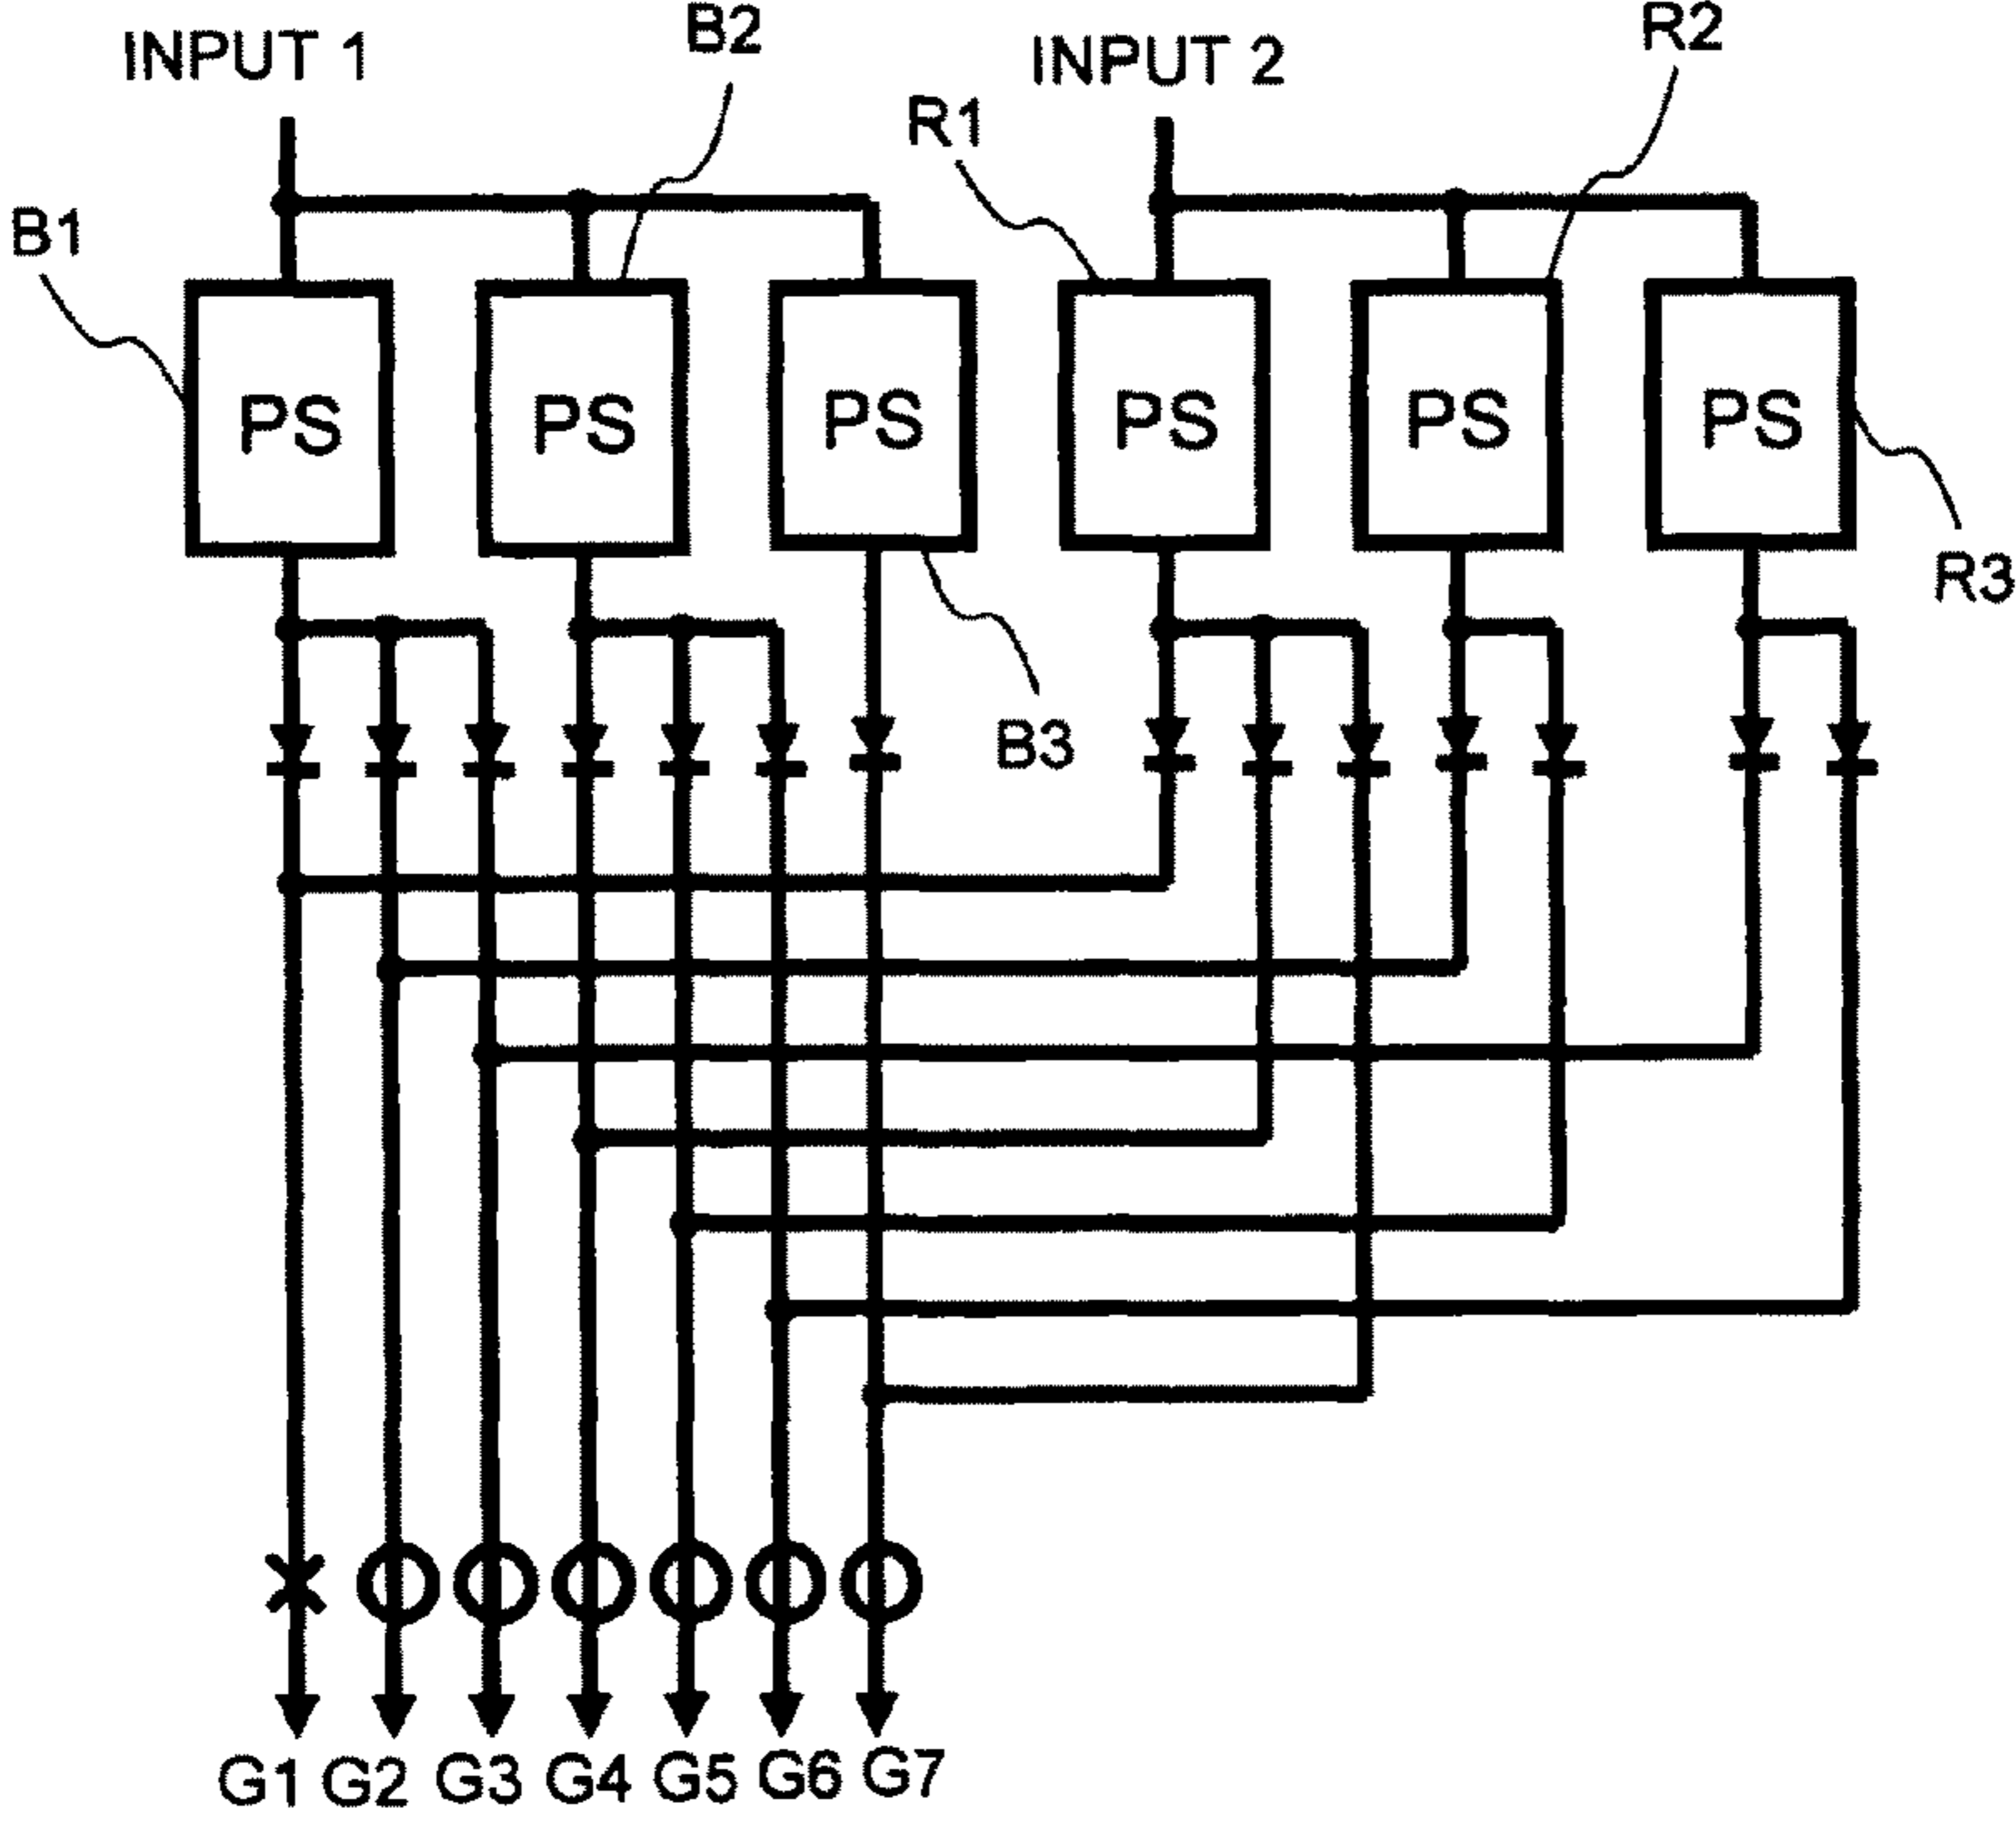 INPUT 1
B2
INPUT 2
R2
R1
B1
PS PS PS PS PS PS
R3
B3
G1 G2 G3 G4 G5 G6 G7